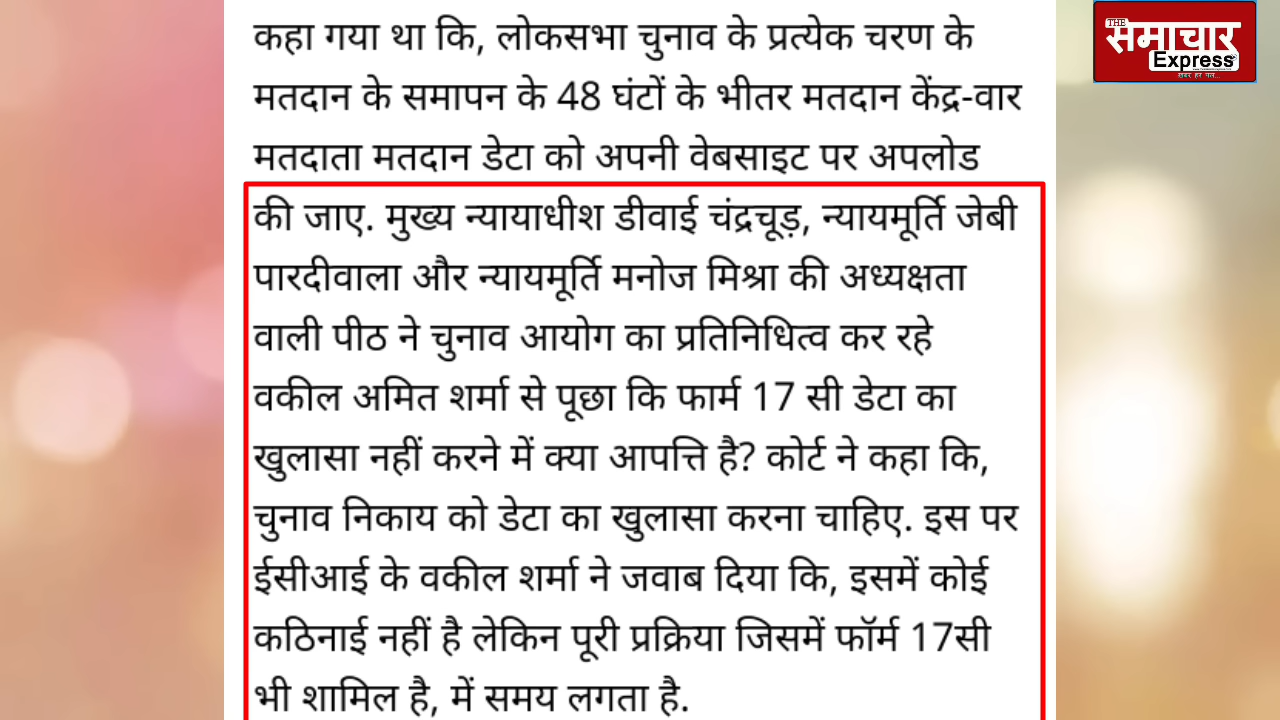 कहा गया था कि, लोकसभा चुनाव के प्रत्येक चरण के
मतदान के समापन के 48 घंटों के भीतर मतदान केंद्र-वार
मतदाता मतदान डेटा को अपनी वेबसाइट पर अपलोड
की जाए. मुख्य न्यायाधीश डीवाई चंद्रचूड़, न्यायमूर्ति जेबी
पारदीवाला और न्यायमूर्ति मनोज मिश्रा की अध्यक्षता
वाली पीठ ने चुनाव आयोग का प्रतिनिधित्व कर रहे
वकील अमित शर्मा से पूछा कि फार्म 17 सी डेटा का
खुलासा नहीं करने में क्या आपत्ति है? कोर्ट ने कहा कि,
चुनाव निकाय को डेटा का खुलासा करना चाहिए. इस पर
ईसीआई के वकील शर्मा ने जवाब दिया कि, इसमें कोई
कठिनाई नहीं है लेकिन पूरी प्रक्रिया जिसमें फॉर्म 17सी
भी शामिल है, में समय लगता है.
THE
समाचार
Express